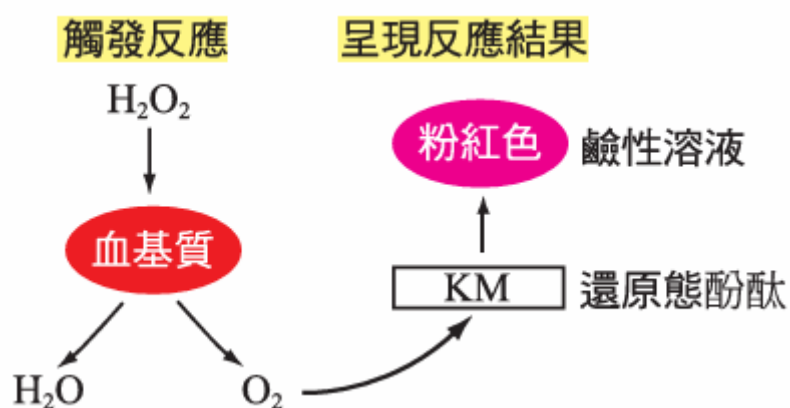 觸發反應
呈現反應結果
H₂O₂
粉紅色
鹼性溶液
血基質
KM
還原態酚酞
H₂O
O₂